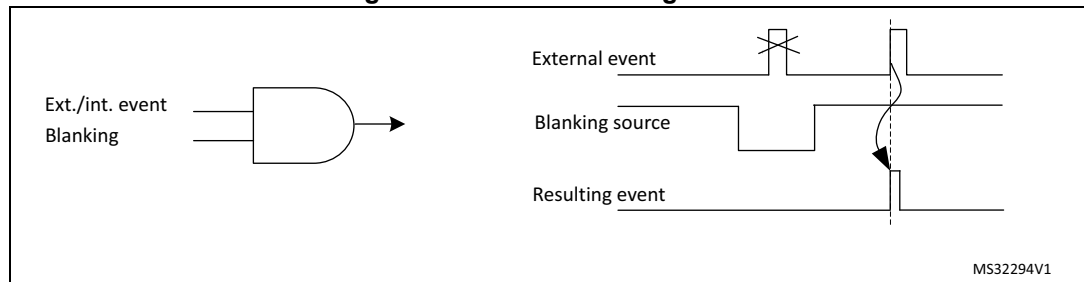 External event
Ext./int. event
Blanking source
Blanking
Resulting event
MS32294V1